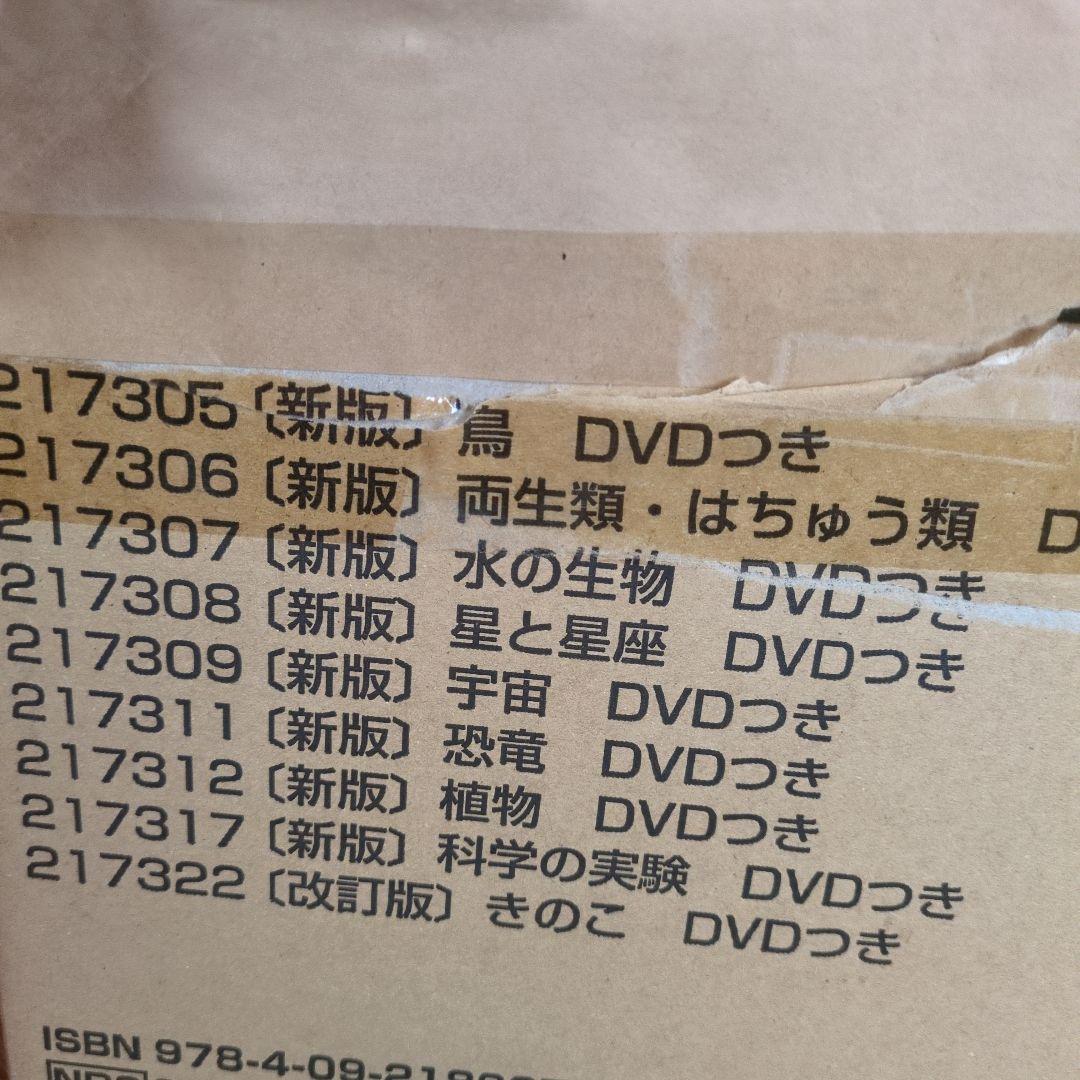 217305〔新版〕鳥 DVDつき
217306〔新版〕両生類・はちゅう類 D
217307〔新版〕水の生物 DVDつき
217308〔新版〕星と星座 DVDつき
217309〔新版〕宇宙 DVDつき
217311〔新版〕恐竜 DVDつき
217312〔新版〕植物 DVDつき
217317〔新版〕科学の実験 DVDつき
217322〔改訂版〕きのこ DVDつき
ISBN 978-4-09-